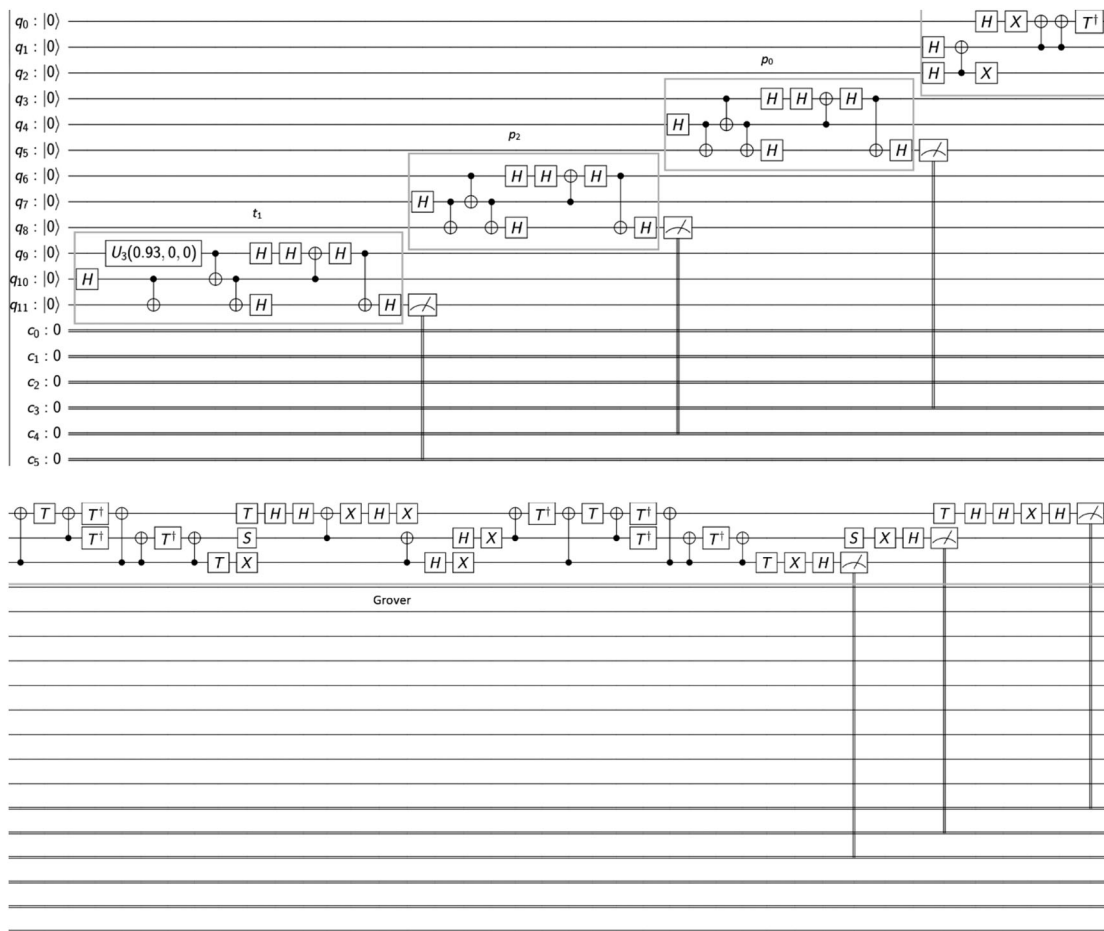 q₀ : |0⟩ H X T†
q₁ : |0⟩ H
p₀
q₂ : |0⟩ H X
q₃ : |0⟩ H H H
q₄ : |0⟩ H
p₂
q₅ : |0⟩ H H
q₆ : |0⟩ H H H
q₇ : |0⟩ H
t₁
q₈ : |0⟩ H H
q₉ : |0⟩ U₃(0.93, 0, 0) H H H
q₁₀ : |0⟩ H
q₁₁ : |0⟩ H H
c₀ : 0
c₁ : 0
c₂ : 0
c₃ : 0
c₄ : 0
c₅ : 0
T T† T H H X H X T† T T† T H H X H
T† T† S H X T† T† S X H
T X H X T X H
Grover